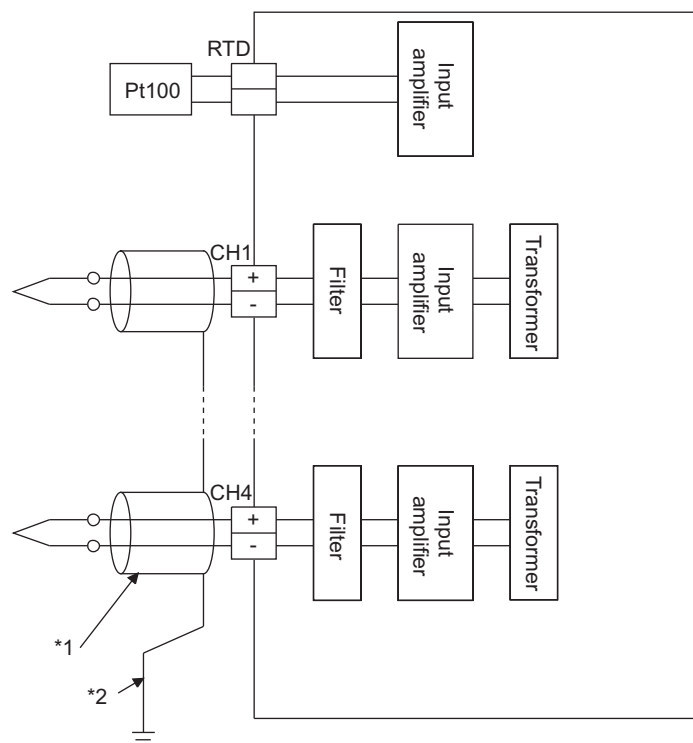 RTD
Pt100
Input
amplifier
CH1
+
-
Filter
Input
amplifier
Transformer
CH4
+
-
Filter
Input
amplifier
Transformer
*1
*2